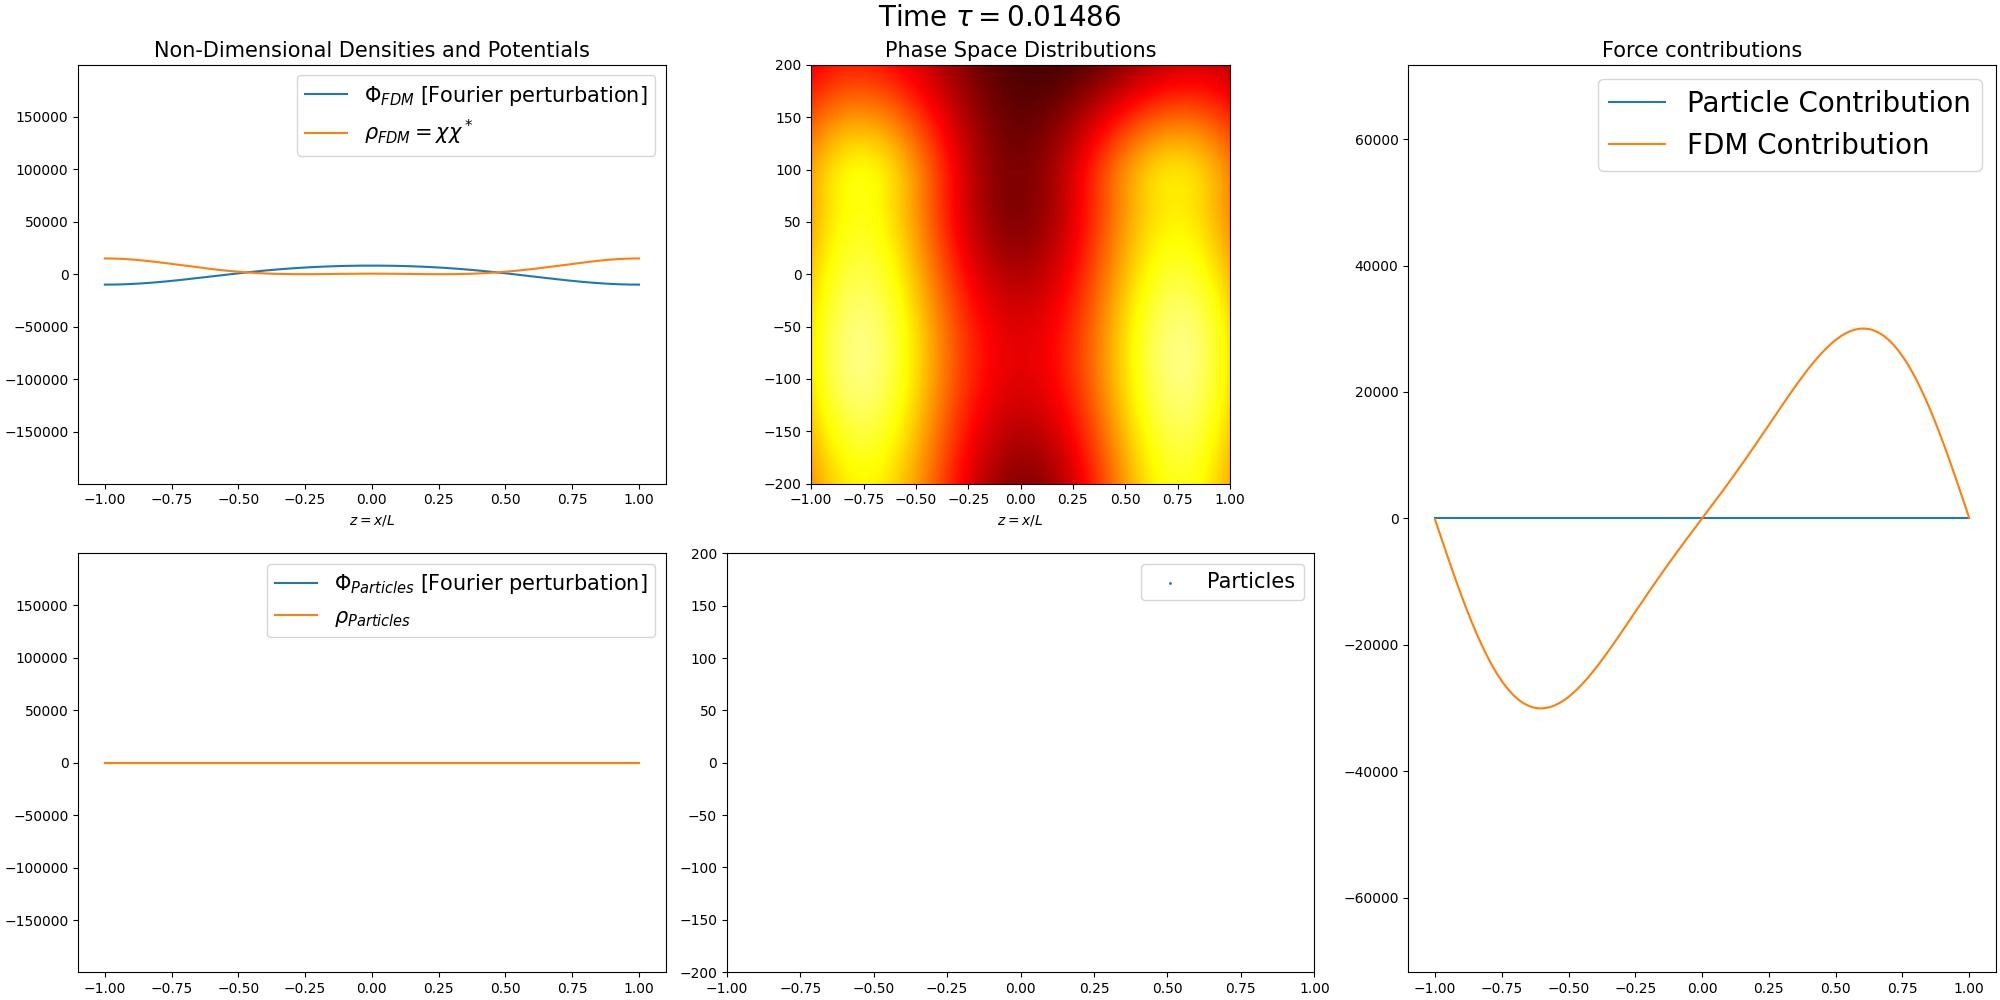 Time τ = 0.01486
Non-Dimensional Densities and Potentials
Φ_FDM [Fourier perturbation]
ρ_FDM = χχ*
150000
100000
50000
0
−50000
−100000
−150000
−1.00 −0.75 −0.50 −0.25 0.00 0.25 0.50 0.75 1.00
z = x/L
Phase Space Distributions
200
150
100
50
0
−50
−100
−150
−200
−1.00 −0.75 −0.50 −0.25 0.00 0.25 0.50 0.75 1.00
z = x/L
Force contributions
Particle Contribution
FDM Contribution
60000
40000
20000
0
−20000
−40000
−60000
−1.00 −0.75 −0.50 −0.25 0.00 0.25 0.50 0.75 1.00
Φ_Particles [Fourier perturbation]
ρ_Particles
150000
100000
50000
0
−50000
−100000
−150000
−1.00 −0.75 −0.50 −0.25 0.00 0.25 0.50 0.75 1.00
Particles
200
150
100
50
0
−50
−100
−150
−200
−1.00 −0.75 −0.50 −0.25 0.00 0.25 0.50 0.75 1.00